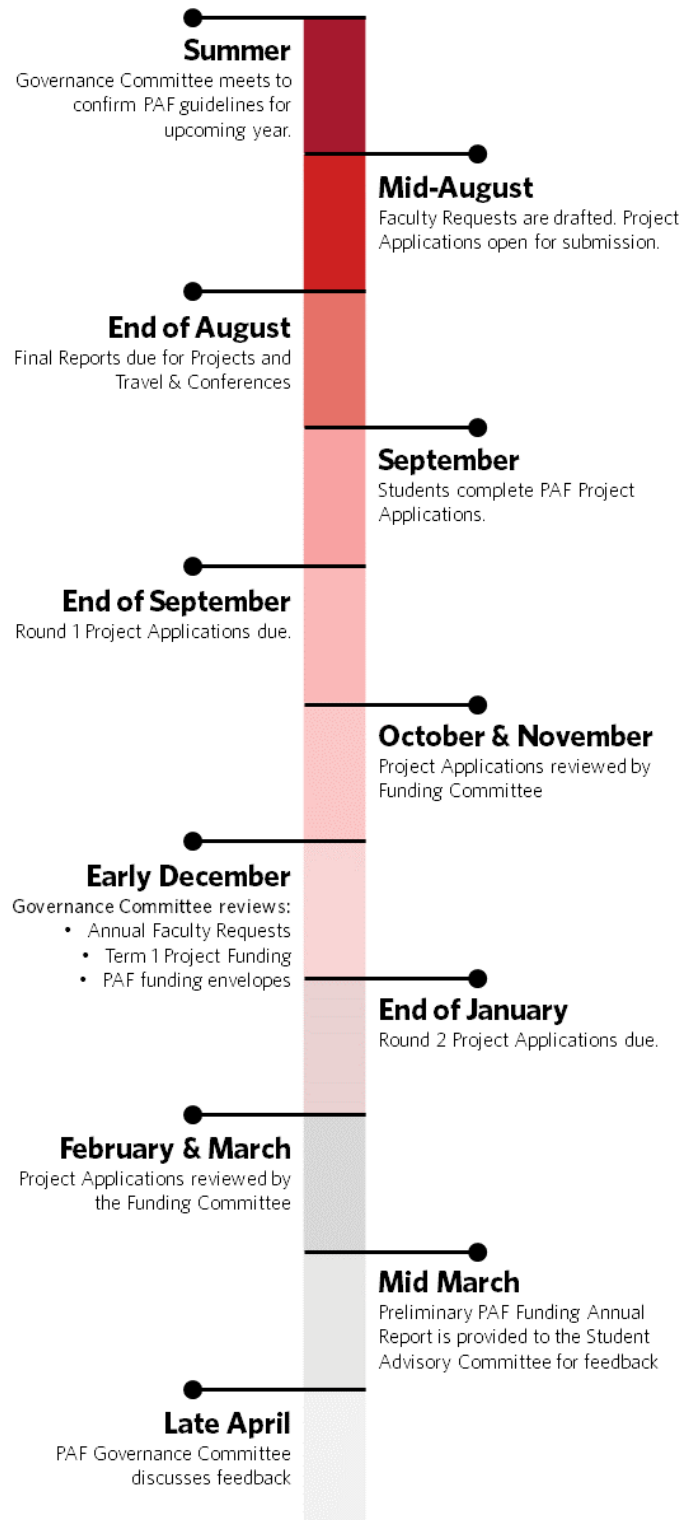 Summer
Governance Committee meets to
confirm PAF guidelines for
upcoming year.
Mid-August
Faculty Requests are drafted. Project
Applications open for submission.
End of August
Final Reports due for Projects and
Travel & Conferences
September
Students complete PAF Project
Applications.
End of September
Round 1 Project Applications due.
October & November
Project Applications reviewed by
Funding Committee
Early December
Governance Committee reviews:
• Annual Faculty Requests
• Term 1 Project Funding
• PAF funding envelopes
End of January
Round 2 Project Applications due.
February & March
Project Applications reviewed by
the Funding Committee
Mid March
Preliminary PAF Funding Annual
Report is provided to the Student
Advisory Committee for feedback
Late April
PAF Governance Committee
discusses feedback